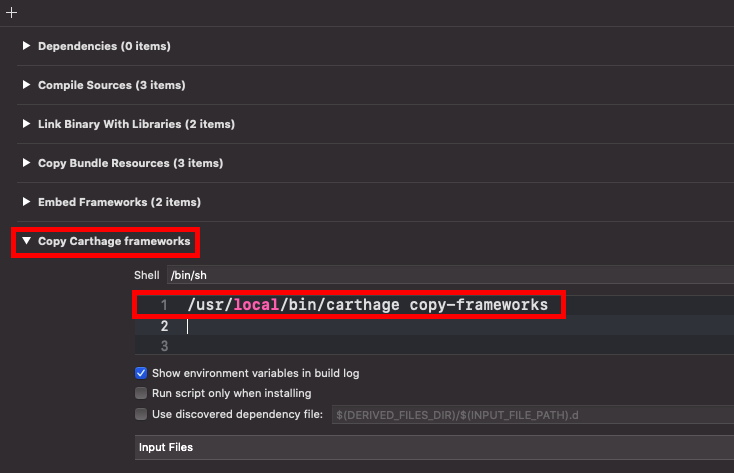 Dependencies (0 items)
Compile Sources (3 items)
Link Binary With Libraries (2 items)
Copy Bundle Resources (3 items)
Embed Frameworks (2 items)
Copy Carthage frameworks
Shell /bin/sh
1 /usr/local/bin/carthage copy-frameworks
2
3
Show environment variables in build log
Run script only when installing
Use discovered dependency file: $(DERIVED_FILES_DIR)/$(INPUT_FILE_PATH).d
Input Files